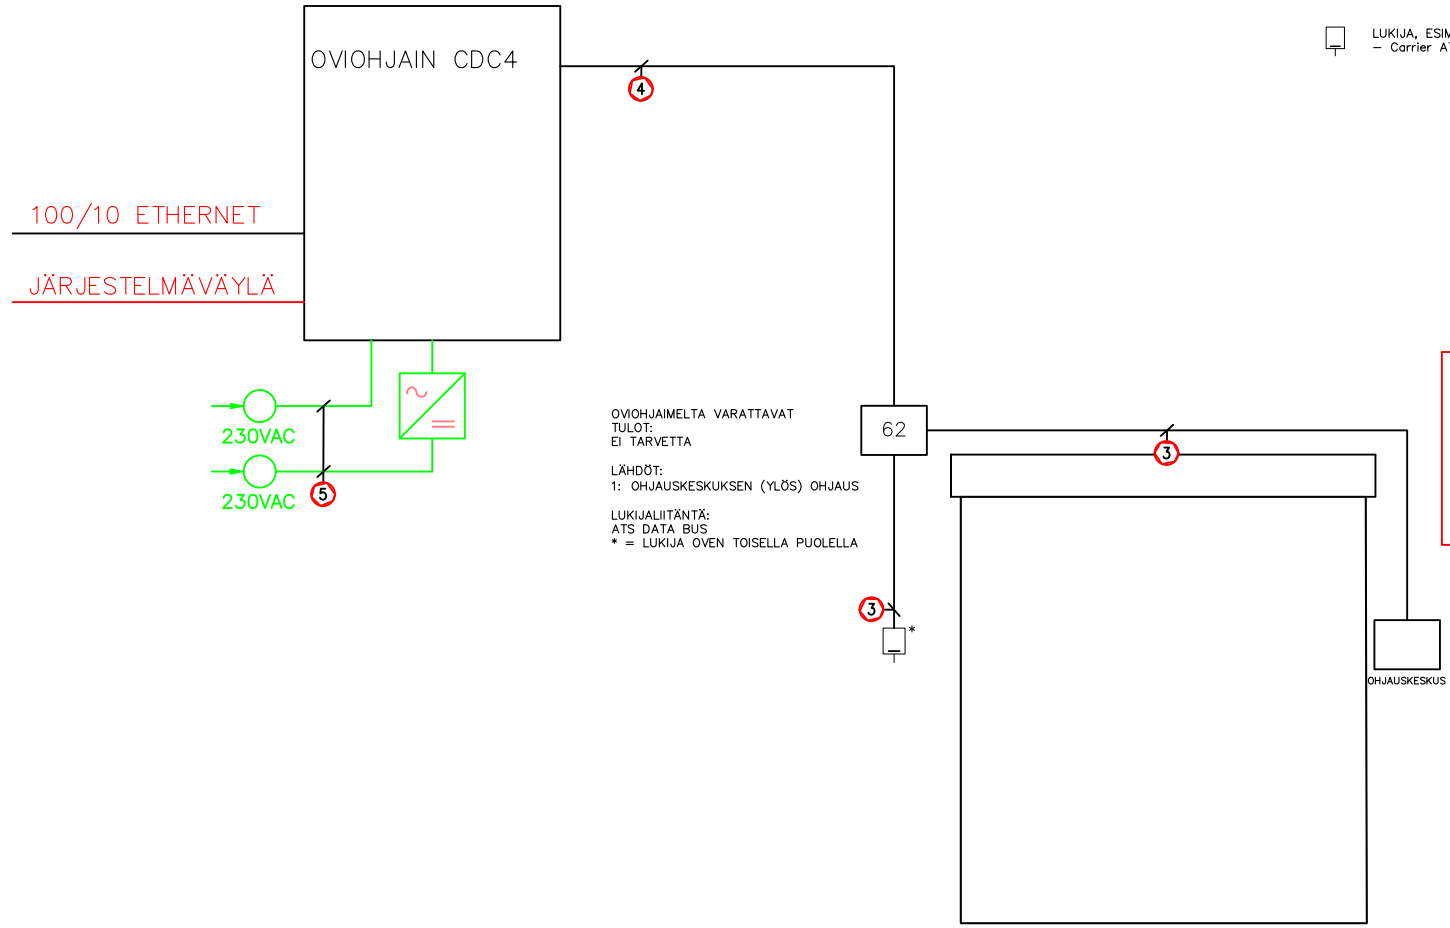 OVIOHJAIN CDC4
LUKIJA, ESIM
– Carrier
4
100/10 ETHERNET
JÄRJESTELMÄVÄYLÄ
230VAC
230VAC
5
OVIOHJAIMELTA VARATTAVAT
TULOT:
EI TARVETTA
LÄHDÖT:
1: OHJAUSKESKUKSEN (YLÖS) OHJAUS
LUKIJALIITÄNTÄ:
ATS DATA BUS
* = LUKIJA OVEN TOISELLA PUOLELLA
62
3
3
*
OHJAUSKESKUS